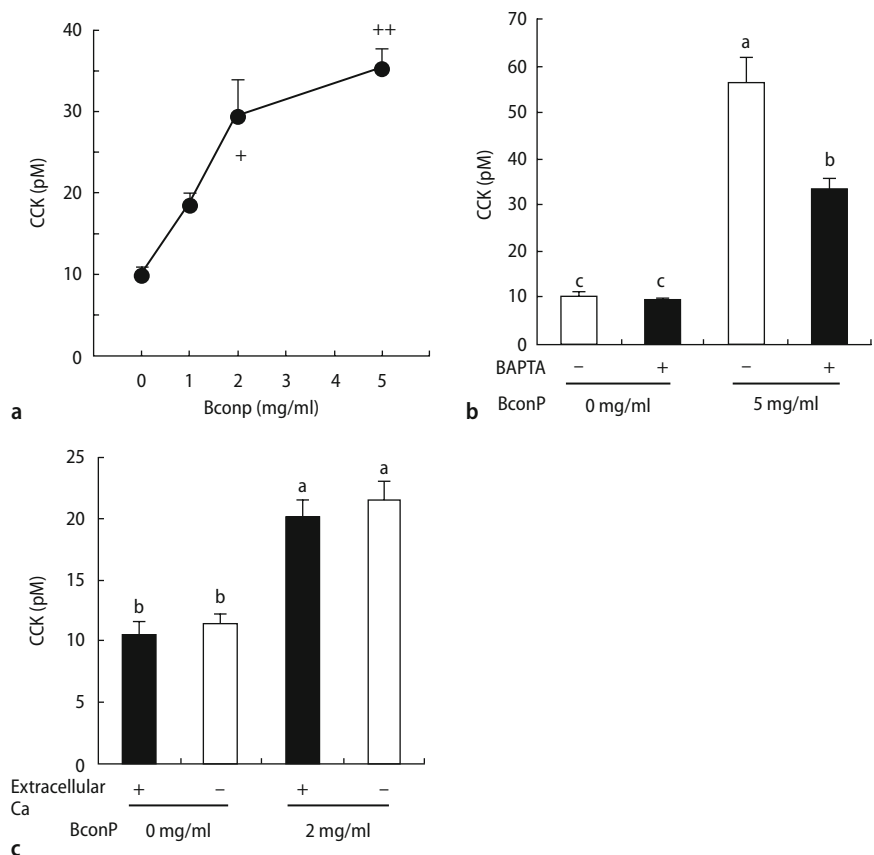 40
30
20
10
0
CCK (pM)
+
++
0 1 2 3 4 5
Bconp (mg/ml)
a
70
60
50
40
30
20
10
0
CCK (pM)
c c a b
BAPTA − + − +
BconP 0 mg/ml 5 mg/ml
b
25
20
15
10
5
0
CCK (pM)
b b a a
Extracellular + − + −
Ca
BconP 0 mg/ml 2 mg/ml
c